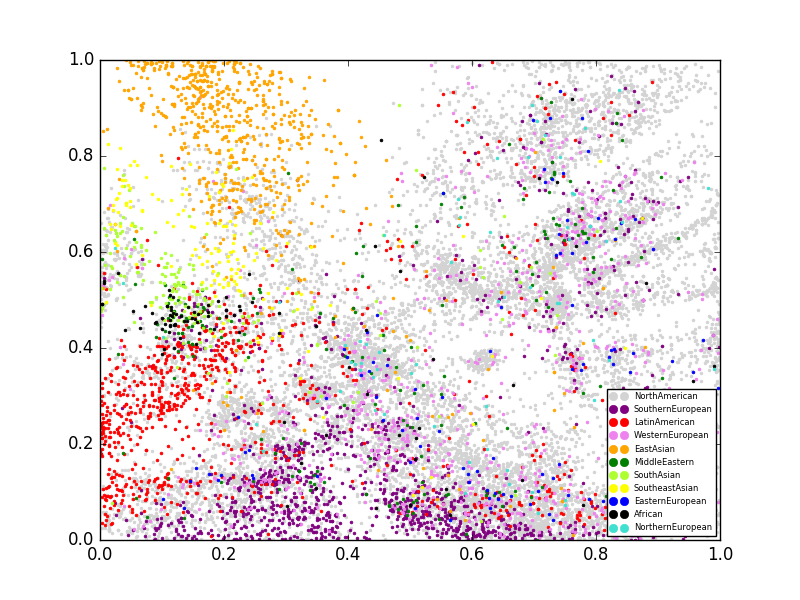 1.0
0.8
0.6
0.4
0.2
0.0
0.0 0.2 0.4 0.6 0.8 1.0
NorthAmerican
SouthernEuropean
LatinAmerican
WesternEuropean
EastAsian
MiddleEastern
SouthAsian
SoutheastAsian
EasternEuropean
African
NorthernEuropean